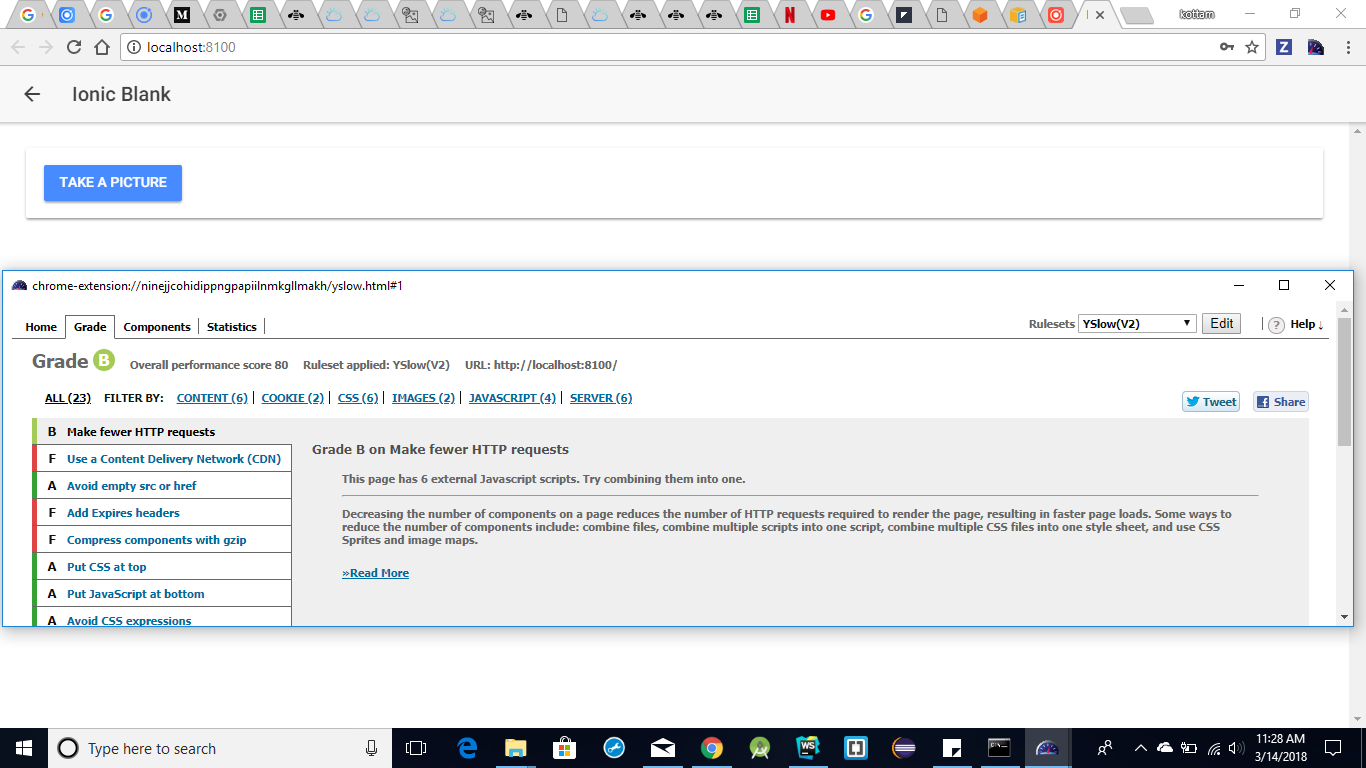 kottam
localhost:8100
Ionic Blank
TAKE A PICTURE
chrome-extension://ninejjcohidippngpapiilnmkgllmakh/yslow.html#1
Home Grade Components Statistics Rulesets YSlow(V2) Edit ? Help ↓
Grade B Overall performance score 80 Ruleset applied: YSlow(V2) URL: http://localhost:8100/
ALL (23) FILTER BY: CONTENT (6) COOKIE (2) CSS (6) IMAGES (2) JAVASCRIPT (4) SERVER (6) Tweet Share
B Make fewer HTTP requests
F Use a Content Delivery Network (CDN)
A Avoid empty src or href
F Add Expires headers
F Compress components with gzip
A Put CSS at top
A Put JavaScript at bottom
A Avoid CSS expressions
Grade B on Make fewer HTTP requests
This page has 6 external Javascript scripts. Try combining them into one.
Decreasing the number of components on a page reduces the number of HTTP requests required to render the page, resulting in faster page loads. Some ways to
reduce the number of components include: combine files, combine multiple scripts into one script, combine multiple CSS files into one style sheet, and use CSS
Sprites and image maps.
»Read More
Type here to search
11:28 AM
3/14/2018